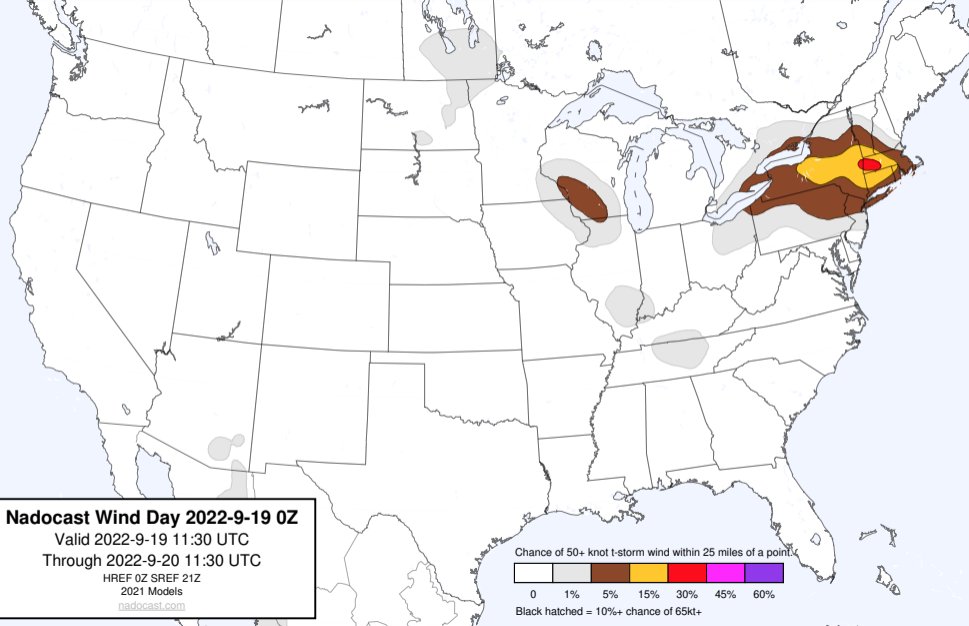 Nadocast Wind Day 2022-9-19 0Z
Valid 2022-9-19 11:30 UTC
Through 2022-9-20 11:30 UTC
HREF 0Z SREF 21Z
2021 Models
nadocast.com
Chance of 50+ knot t-storm wind within 25 miles of a point.
0 1% 5% 15% 30% 45% 60%
Black hatched = 10%+ chance of 65kt+